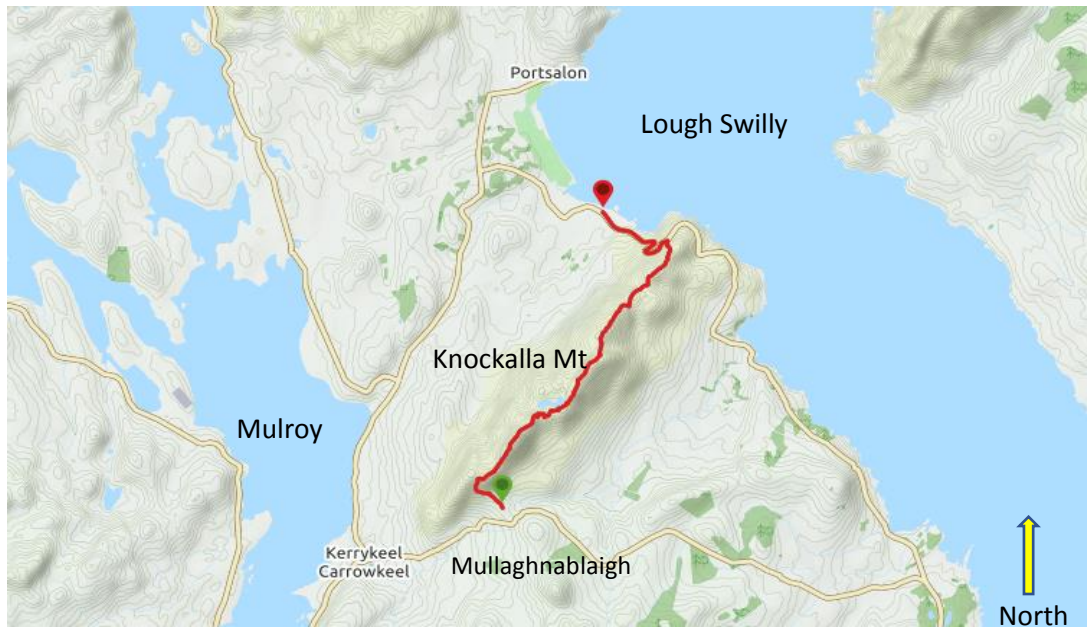 Portsalon
Lough Swilly
Knockalla Mt
Mulroy
Kerrykeel
Carrowkeel
Mullaghnablaigh
North